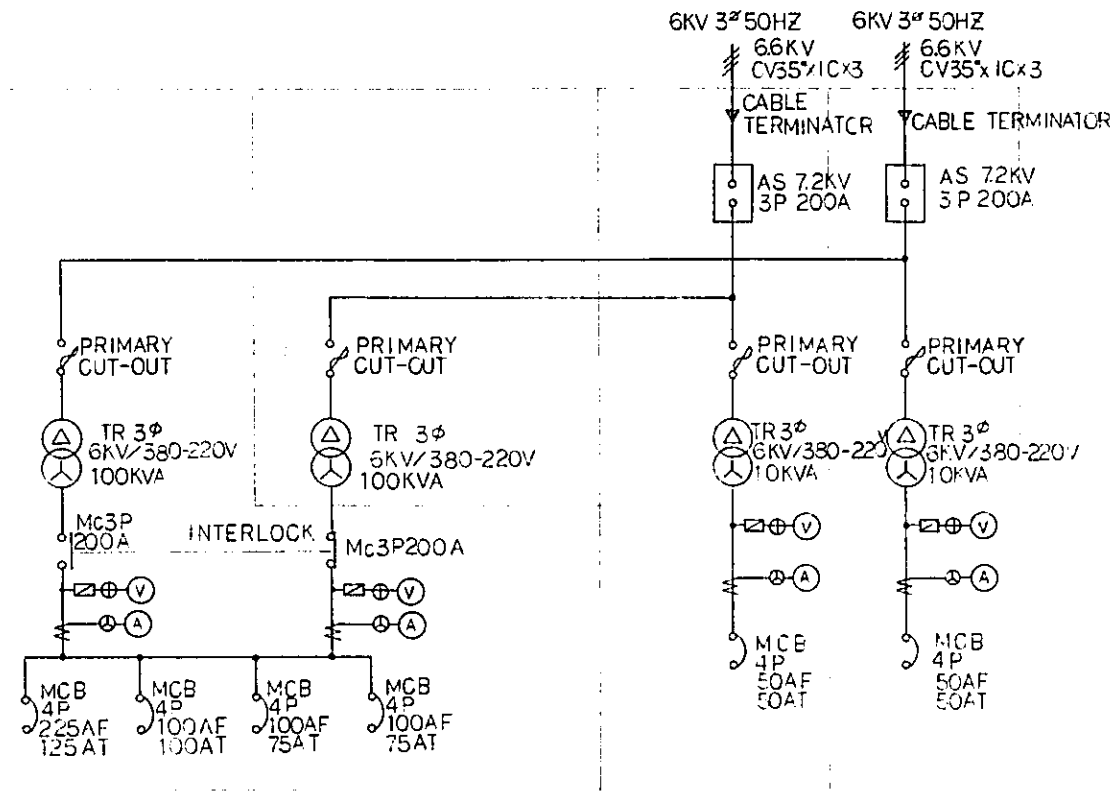 6KV 3ø 50HZ
6.6KV
CV35°x1Cx3
6KV 3ø 50HZ
6.6KV
CV35°x1Cx3
CABLE
TERMINATOR
CABLE TERMINATOR
AS 7.2KV
3P 200A
AS 7.2KV
3P 200A
PRIMARY
CUT-OUT
PRIMARY
CUT-OUT
PRIMARY
CUT-OUT
PRIMARY
CUT-OUT
TR 3ø
6KV/380-220V
100KVA
TR 3ø
6KV/380-220V
100KVA
TR 3ø
6KV/380-220V
10KVA
TR 3ø
6KV/380-220V
10KVA
Mc3P
200A
INTERLOCK
Mc3P200A
V
V
V
V
A
A
A
A
MCB
4P
225AF
125AT
MCB
4P
100AF
100AT
MCB
4P
100AF
75AT
MCB
4P
100AF
75AT
MCB
4P
50AF
50AT
MCB
4P
50AF
50AT